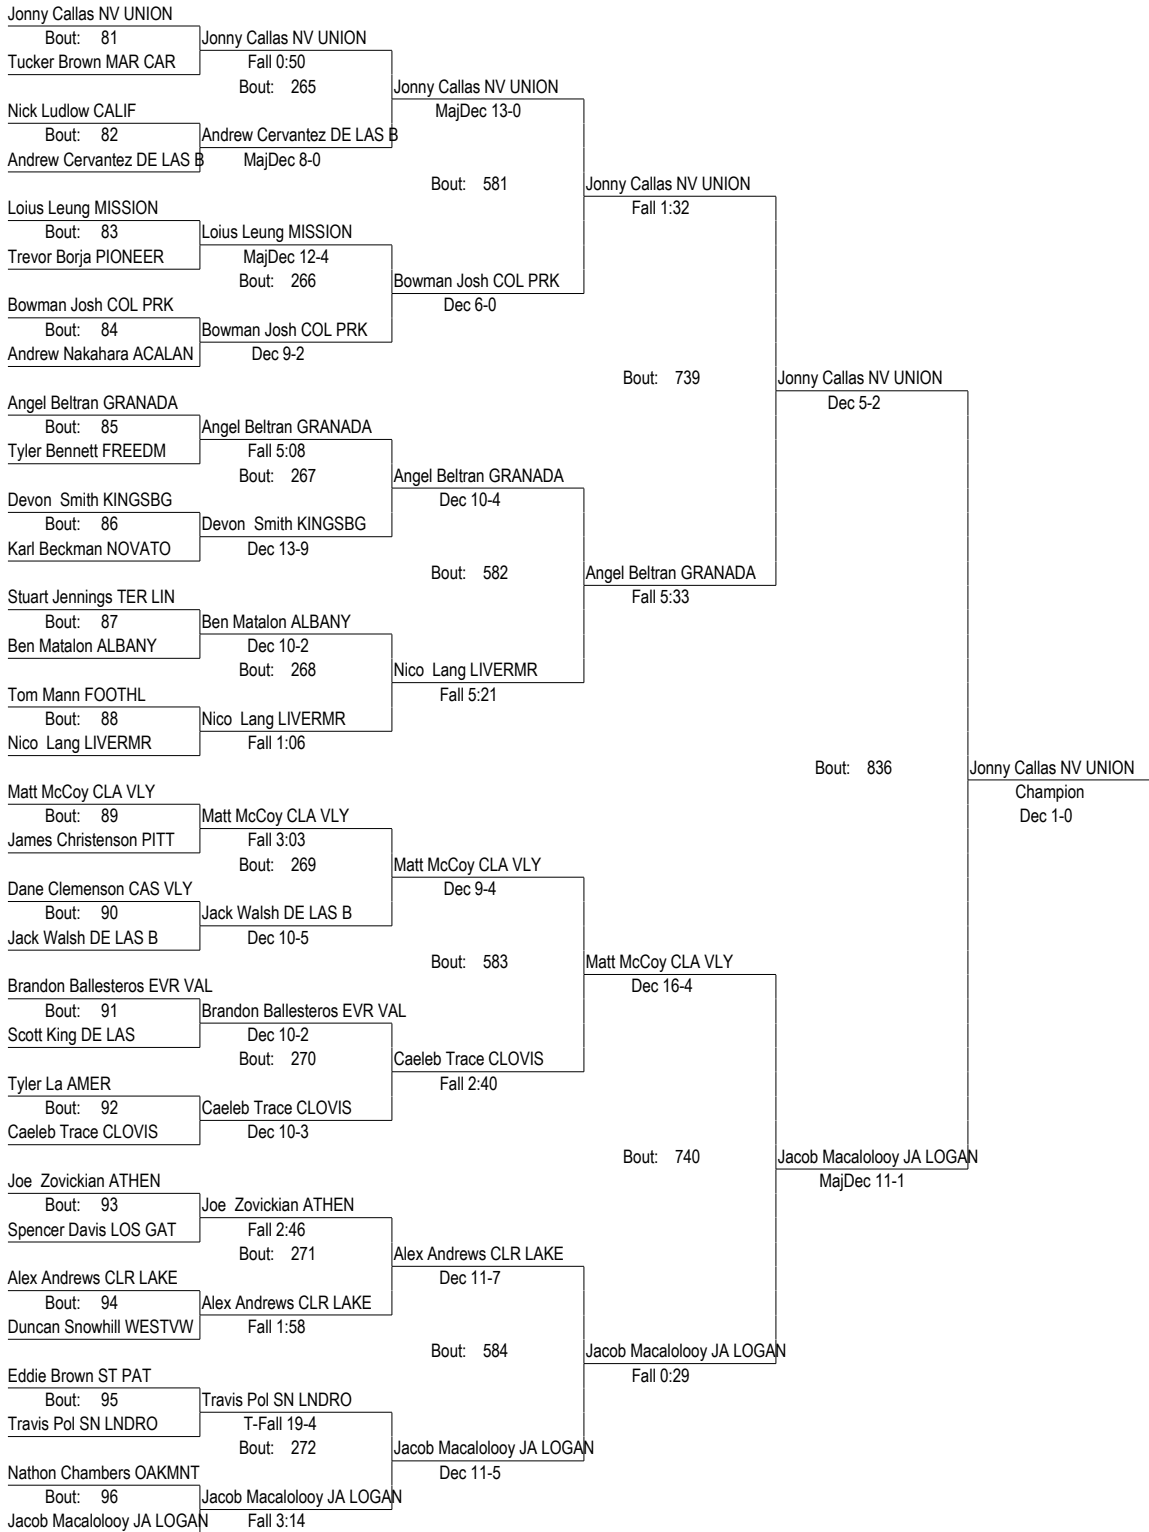 Jonny Callas NV UNION
Bout: 81
Jonny Callas NV UNION
Tucker Brown MAR CAR
Fall 0:50
Bout: 265
Jonny Callas NV UNION
Nick Ludlow CALIF
MajDec 13-0
Bout: 82
Andrew Cervantez DE LAS B
Andrew Cervantez DE LAS B
MajDec 8-0
Bout: 581
Jonny Callas NV UNION
Loius Leung MISSION
Fall 1:32
Bout: 83
Loius Leung MISSION
Trevor Borja PIONEER
MajDec 12-4
Bout: 266
Bowman Josh COL PRK
Bowman Josh COL PRK
Dec 6-0
Bout: 84
Bowman Josh COL PRK
Andrew Nakahara ACALAN
Dec 9-2
Bout: 739
Jonny Callas NV UNION
Angel Beltran GRANADA
Dec 5-2
Bout: 85
Angel Beltran GRANADA
Tyler Bennett FREEDM
Fall 5:08
Bout: 267
Angel Beltran GRANADA
Devon  Smith KINGSBG
Dec 10-4
Bout: 86
Devon  Smith KINGSBG
Karl Beckman NOVATO
Dec 13-9
Bout: 582
Angel Beltran GRANADA
Stuart Jennings TER LIN
Fall 5:33
Bout: 87
Ben Matalon ALBANY
Ben Matalon ALBANY
Dec 10-2
Bout: 268
Nico  Lang LIVERMR
Tom Mann FOOTHL
Fall 5:21
Bout: 88
Nico  Lang LIVERMR
Nico  Lang LIVERMR
Fall 1:06
Bout: 836
Jonny Callas NV UNION
Matt McCoy CLA VLY
Champion
Bout: 89
Matt McCoy CLA VLY
Dec 1-0
James Christenson PITT
Fall 3:03
Bout: 269
Matt McCoy CLA VLY
Dane Clemenson CAS VLY
Dec 9-4
Bout: 90
Jack Walsh DE LAS B
Jack Walsh DE LAS B
Dec 10-5
Bout: 583
Matt McCoy CLA VLY
Brandon Ballesteros EVR VAL
Dec 16-4
Bout: 91
Brandon Ballesteros EVR VAL
Scott King DE LAS
Dec 10-2
Bout: 270
Caeleb Trace CLOVIS
Tyler La AMER
Fall 2:40
Bout: 92
Caeleb Trace CLOVIS
Caeleb Trace CLOVIS
Dec 10-3
Bout: 740
Jacob Macalolooy JA LOGAN
Joe  Zovickian ATHEN
MajDec 11-1
Bout: 93
Joe  Zovickian ATHEN
Spencer Davis LOS GAT
Fall 2:46
Bout: 271
Alex Andrews CLR LAKE
Alex Andrews CLR LAKE
Dec 11-7
Bout: 94
Alex Andrews CLR LAKE
Duncan Snowhill WESTVW
Fall 1:58
Bout: 584
Jacob Macalolooy JA LOGAN
Eddie Brown ST PAT
Fall 0:29
Bout: 95
Travis Pol SN LNDRO
Travis Pol SN LNDRO
T-Fall 19-4
Bout: 272
Jacob Macalolooy JA LOGAN
Nathon Chambers OAKMNT
Dec 11-5
Bout: 96
Jacob Macalolooy JA LOGAN
Jacob Macalolooy JA LOGAN
Fall 3:14